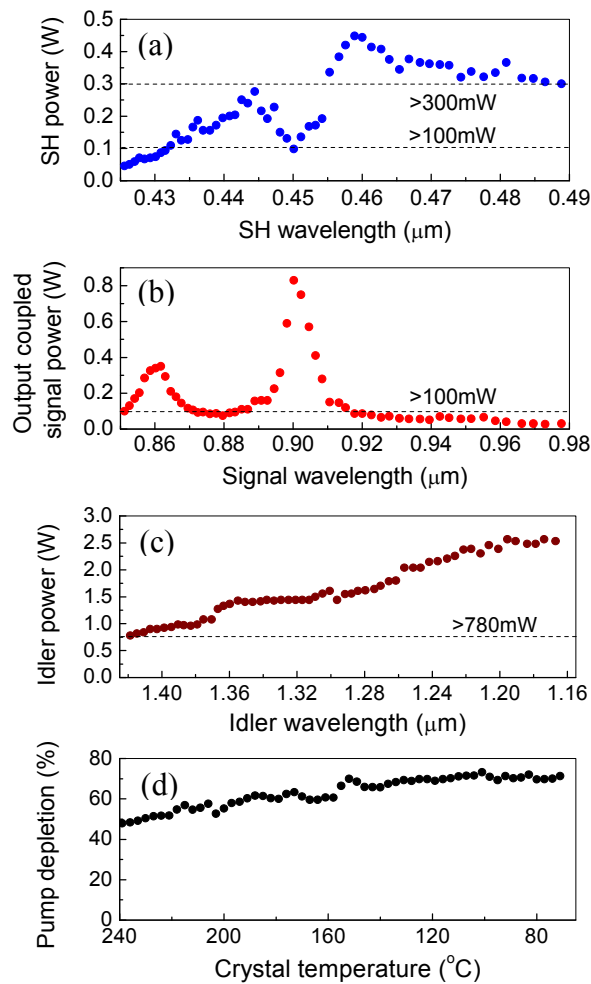 (a)
SH power (W)
0.5
0.4
0.3
0.2
0.1
0.0
>300mW
>100mW
0.43 0.44 0.45 0.46 0.47 0.48 0.49
SH wavelength (μm)
(b)
Output coupled
signal power (W)
0.8
0.6
0.4
0.2
0.0
>100mW
0.86 0.88 0.90 0.92 0.94 0.96 0.98
Signal wavelength (μm)
(c)
Idler power (W)
3.0
2.5
2.0
1.5
1.0
0.5
0.0
>780mW
1.40 1.36 1.32 1.28 1.24 1.20 1.16
Idler wavelength (μm)
(d)
Pump depletion (%)
80
60
40
20
0
240 200 160 120 80
Crystal temperature (°C)